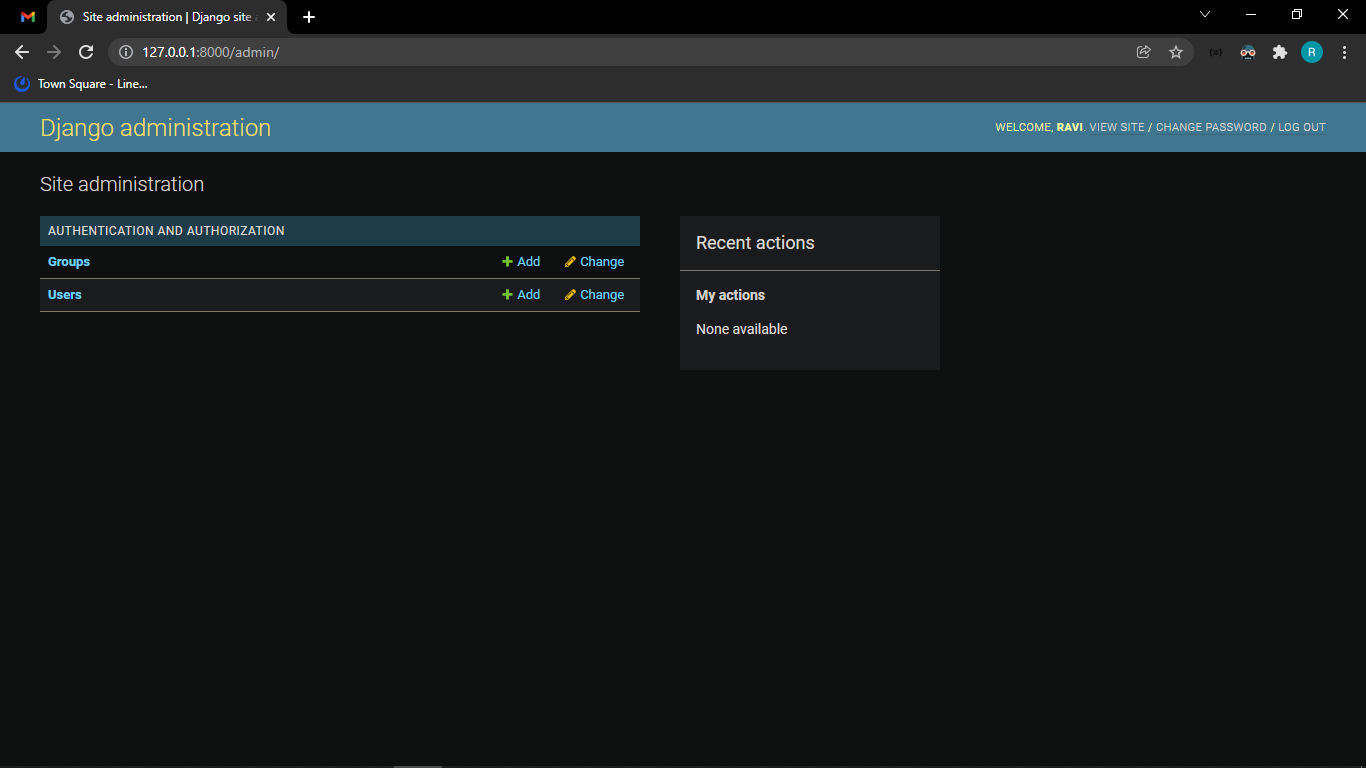 Site administration | Django site
127.0.0.1:8000/admin/
R
Town Square - Line...
Django administration
WELCOME, RAVI. VIEW SITE / CHANGE PASSWORD / LOG OUT
Site administration
AUTHENTICATION AND AUTHORIZATION
Groups Add Change
Users Add Change
Recent actions
My actions
None available